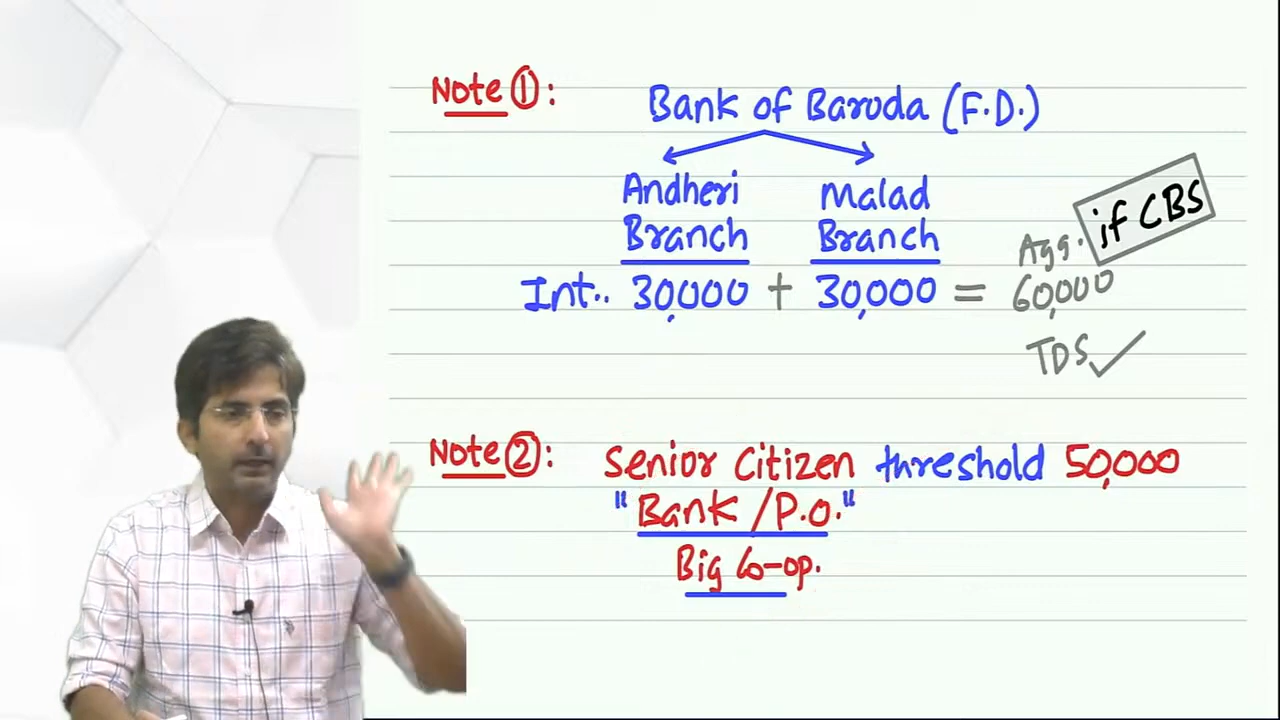 Note ①:
Bank of Baroda (F.D.)
Andheri Branch
Malad Branch
Agg. if CBS
Int.. 30,000 + 30,000 = 60,000
TDS ✓
Note ②: Senior Citizen threshold 50,000
"Bank /P.O."
Big Co-op.